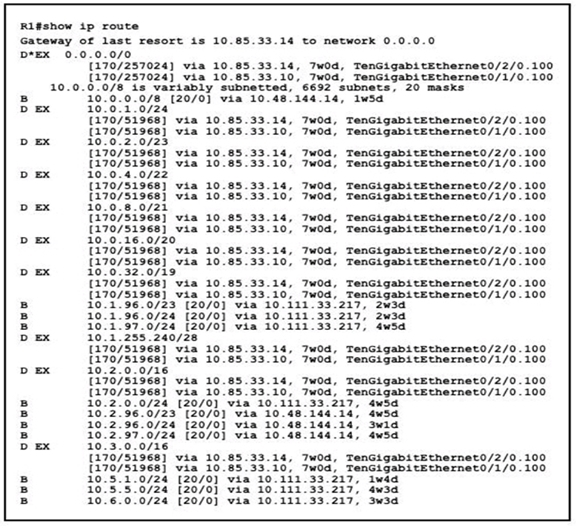 R1#show ip route
Gateway of last resort is 10.85.33.14 to network 0.0.0.0
D*EX 0.0.0.0/0
[170/257024] via 10.85.33.14, 7w0d, TenGigabitEthernet0/2/0.100
[170/257024] via 10.85.33.10, 7w0d, TenGigabitEthernet0/1/0.100
10.0.0.0/8 is variably subnetted, 6692 subnets, 20 masks
B 10.0.0.0/8 [20/0] via 10.48.144.14, 1w5d
D EX 10.0.1.0/24
[170/51968] via 10.85.33.14, 7w0d, TenGigabitEthernet0/2/0.100
[170/51968] via 10.85.33.10, 7w0d, TenGigabitEthernet0/1/0.100
D EX 10.0.2.0/23
[170/51968] via 10.85.33.14, 7w0d, TenGigabitEthernet0/2/0.100
[170/51968] via 10.85.33.10, 7w0d, TenGigabitEthernet0/1/0.100
D EX 10.0.4.0/22
[170/51968] via 10.85.33.14, 7w0d, TenGigabitEthernet0/2/0.100
[170/51968] via 10.85.33.10, 7w0d, TenGigabitEthernet0/1/0.100
D EX 10.0.8.0/21
[170/51968] via 10.85.33.14, 7w0d, TenGigabitEthernet0/2/0.100
[170/51968] via 10.85.33.10, 7w0d, TenGigabitEthernet0/1/0.100
D EX 10.0.16.0/20
[170/51968] via 10.85.33.14, 7w0d, TenGigabitEthernet0/2/0.100
[170/51968] via 10.85.33.10, 7w0d, TenGigabitEthernet0/1/0.100
D EX 10.0.32.0/19
[170/51968] via 10.85.33.14, 7w0d, TenGigabitEthernet0/2/0.100
[170/51968] via 10.85.33.10, 7w0d, TenGigabitEthernet0/1/0.100
B 10.1.96.0/23 [20/0] via 10.111.33.217, 2w3d
B 10.1.96.0/24 [20/0] via 10.111.33.217, 2w3d
B 10.1.97.0/24 [20/0] via 10.111.33.217, 4w5d
D EX 10.1.255.240/28
[170/51968] via 10.85.33.14, 7w0d, TenGigabitEthernet0/2/0.100
[170/51968] via 10.85.33.10, 7w0d, TenGigabitEthernet0/1/0.100
D EX 10.2.0.0/16
[170/51968] via 10.85.33.14, 7w0d, TenGigabitEthernet0/2/0.100
[170/51968] via 10.85.33.10, 7w0d, TenGigabitEthernet0/1/0.100
B 10.2.0.0/24 [20/0] via 10.111.33.217, 4w5d
B 10.2.96.0/23 [20/0] via 10.48.144.14, 4w5d
B 10.2.96.0/24 [20/0] via 10.48.144.14, 3w1d
B 10.2.97.0/24 [20/0] via 10.48.144.14, 4w5d
D EX 10.3.0.0/16
[170/51968] via 10.85.33.14, 7w0d, TenGigabitEthernet0/2/0.100
[170/51968] via 10.85.33.10, 7w0d, TenGigabitEthernet0/1/0.100
B 10.5.1.0/24 [20/0] via 10.111.33.217, 1w4d
B 10.5.5.0/24 [20/0] via 10.111.33.217, 4w3d
B 10.6.0.0/24 [20/0] via 10.111.33.217, 3w3d